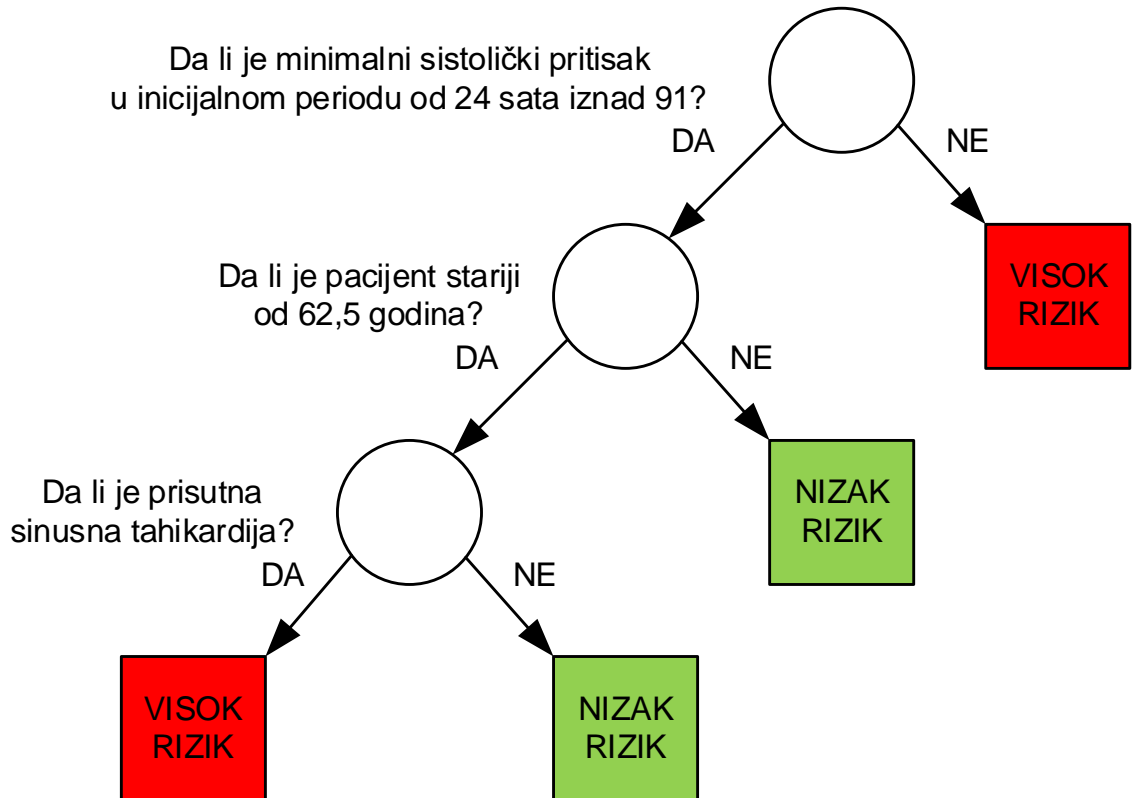 Da li je minimalni sistolički pritisak
u inicijalnom periodu od 24 sata iznad 91?
DA
NE
VISOK
RIZIK
Da li je pacijent stariji
od 62,5 godina?
DA
NE
NIZAK
RIZIK
Da li je prisutna
sinusna tahikardija?
DA
NE
VISOK
RIZIK
NIZAK
RIZIK